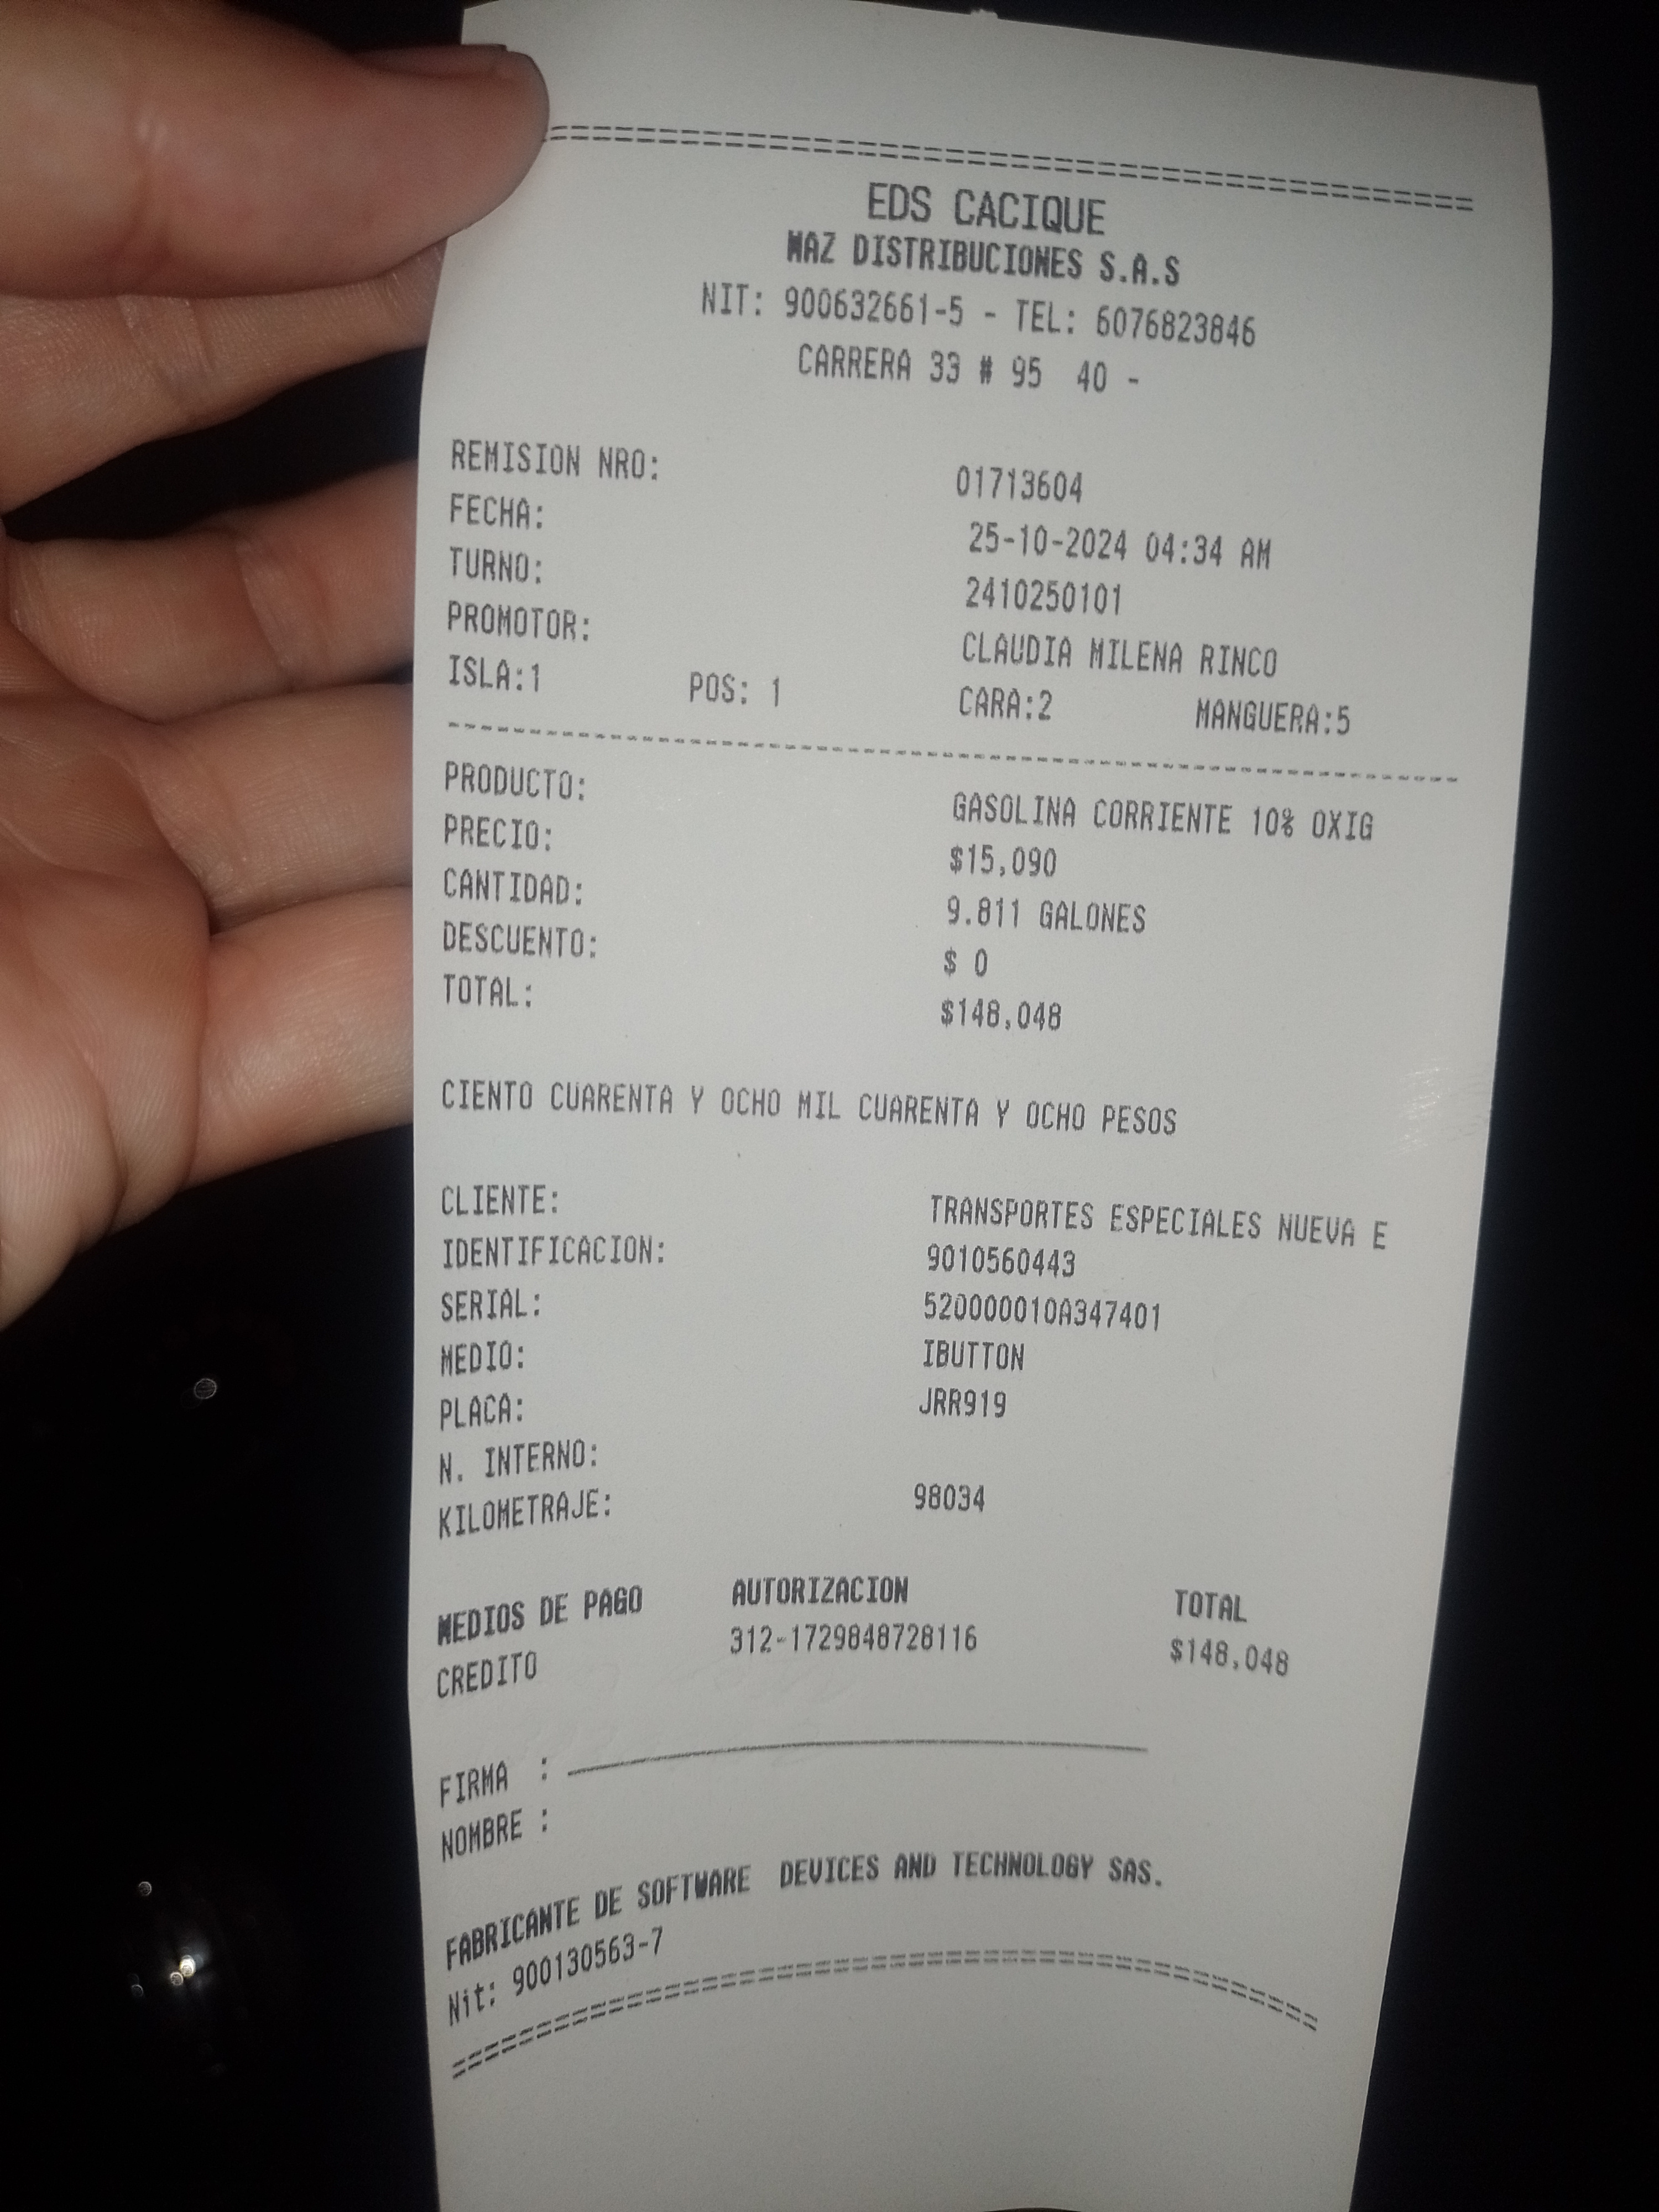 ================================================
EDS CACIQUE
MAZ DISTRIBUCIONES S.A.S
NIT: 900632661-5 - TEL: 6076823846
CARRERA 33 # 95 40 -
REMISION NRO: 01713604
FECHA: 25-10-2024 04:34 AM
TURNO: 2410250101
PROMOTOR: CLAUDIA MILENA RINCO
ISLA:1 POS: 1 CARA:2 MANGUERA:5
------------------------------------------------
PRODUCTO: GASOLINA CORRIENTE 10% OXIG
PRECIO: $15,090
CANTIDAD: 9.811 GALONES
DESCUENTO: $ 0
TOTAL: $148,048
CIENTO CUARENTA Y OCHO MIL CUARENTA Y OCHO PESOS
CLIENTE: TRANSPORTES ESPECIALES NUEVA E
IDENTIFICACION: 9010560443
SERIAL: 520000010A347401
MEDIO: IBUTTON
PLACA: JRR919
N. INTERNO:
KILOMETRAJE: 98034
MEDIOS DE PAGO AUTORIZACION TOTAL
CREDITO 312-1729848728116 $148,048
FIRMA : ______________________
NOMBRE :
FABRICANTE DE SOFTWARE DEVICES AND TECHNOLOGY SAS.
Nit: 900130563-7
================================================